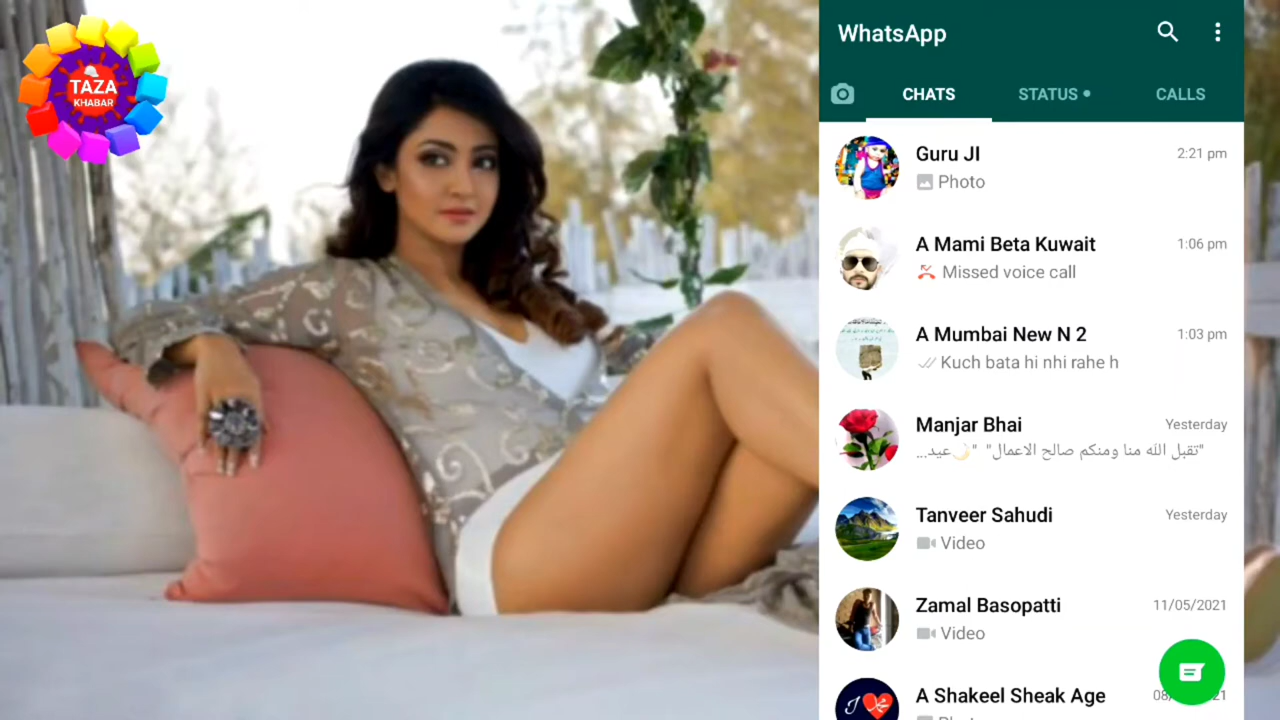 TAZA
KHABAR
WhatsApp
CHATS
STATUS
CALLS
Guru JI
2:21 pm
Photo
A Mami Beta Kuwait
1:06 pm
Missed voice call
A Mumbai New N 2
1:03 pm
Kuch bata hi nhi rahe h
Manjar Bhai
Yesterday
"تقبل الله منا ومنكم صالح الاعمال" "🌙عيد...
Tanveer Sahudi
Yesterday
Video
Zamal Basopatti
11/05/2021
Video
A Shakeel Sheak Age